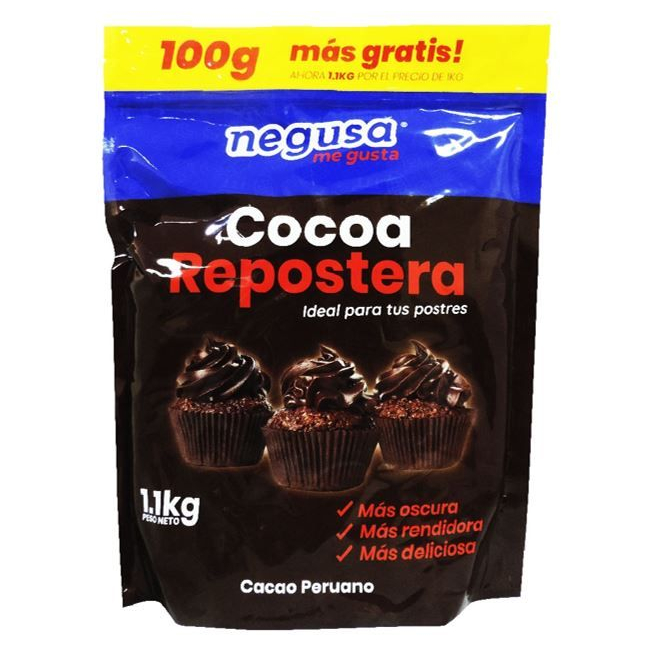 100g más gratis!
AHORA 1.1KG POR EL PRECIO DE 1KG
negusa®
me gusta
Cocoa
Repostera
Ideal para tus postres
1.1kg
PESO NETO
Más oscura
Más rendidora
Más deliciosa
Cacao Peruano